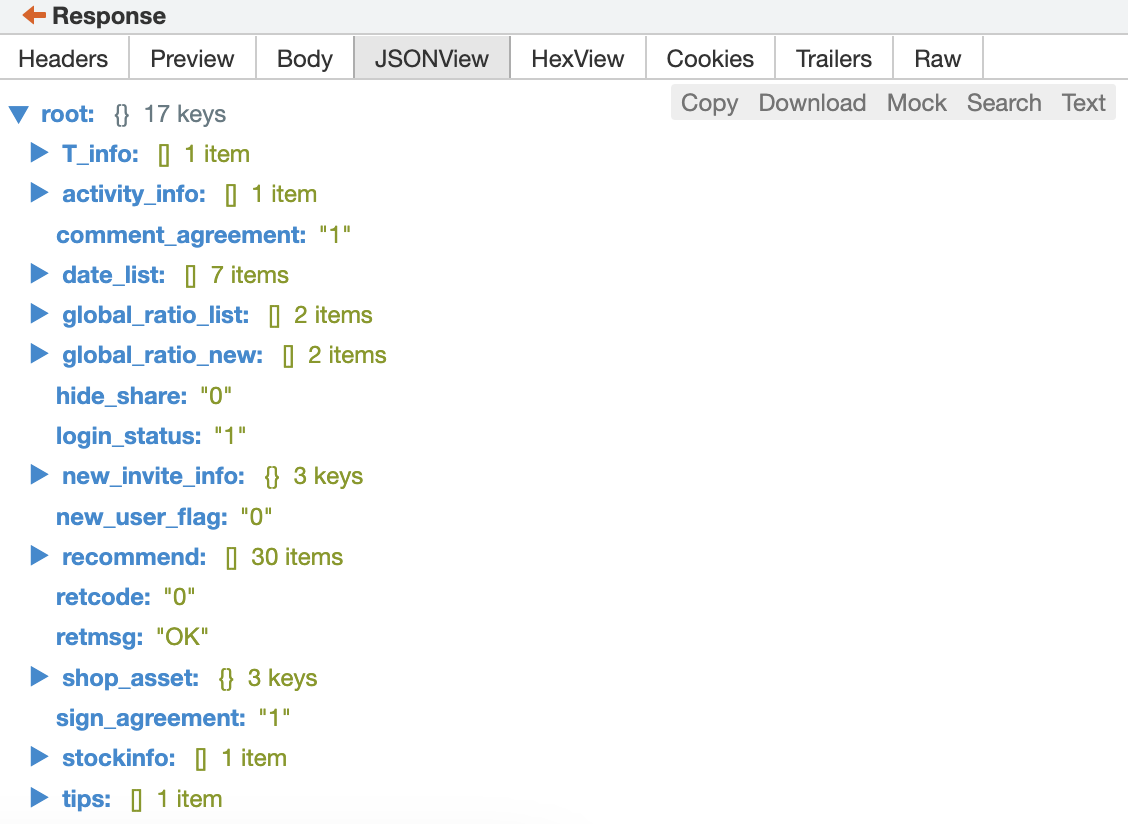 Response
Headers Preview Body JSONView HexView Cookies Trailers Raw
Copy Download Mock Search Text
root: {} 17 keys
T_info: [] 1 item
activity_info: [] 1 item
comment_agreement: "1"
date_list: [] 7 items
global_ratio_list: [] 2 items
global_ratio_new: [] 2 items
hide_share: "0"
login_status: "1"
new_invite_info: {} 3 keys
new_user_flag: "0"
recommend: [] 30 items
retcode: "0"
retmsg: "OK"
shop_asset: {} 3 keys
sign_agreement: "1"
stockinfo: [] 1 item
tips: [] 1 item